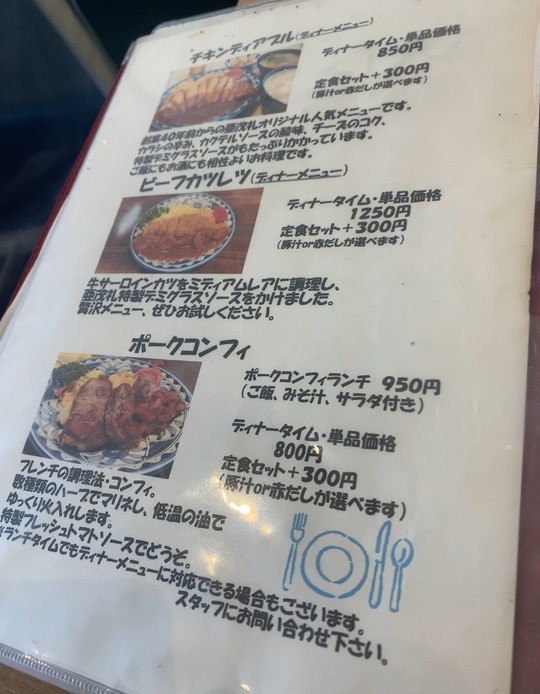 チキンディアブル(ディナーメニュー)
ディナータイム・単品価格
850円
定食セット+300円
(豚汁or赤だしが選べます)
創業40年前からの亜茂札オリジナル人気メニューです。
カラシの辛み、カクテルソースの酸味、チーズのコク、
特製デミグラスソースがもたっぷりかかっています。
ご飯にもお酒にも相性よいお料理です。
ビーフカツレツ(ディナーメニュー)
ディナータイム・単品価格
1250円
定食セット+300円
(豚汁or赤だしが選べます)
牛サーロインカツをミディアムレアに調理し、
亜茂札特製デミグラスソースをかけました。
贅沢メニュー、ぜひお試しください。
ポークコンフィ
ポークコンフィランチ 950円
(ご飯、みそ汁、サラダ付き)
ディナータイム・単品価格
800円
定食セット+300円
(豚汁or赤だしが選べます)
フレンチの調理法・コンフィ。
数種類のハーブでマリネし、低温の油で
ゆっくり火入れします。
特製フレッシュトマトソースでどうぞ。
※ランチタイムでもディナーメニューに対応できる場合もございます。
スタッフにお問い合わせ下さい。